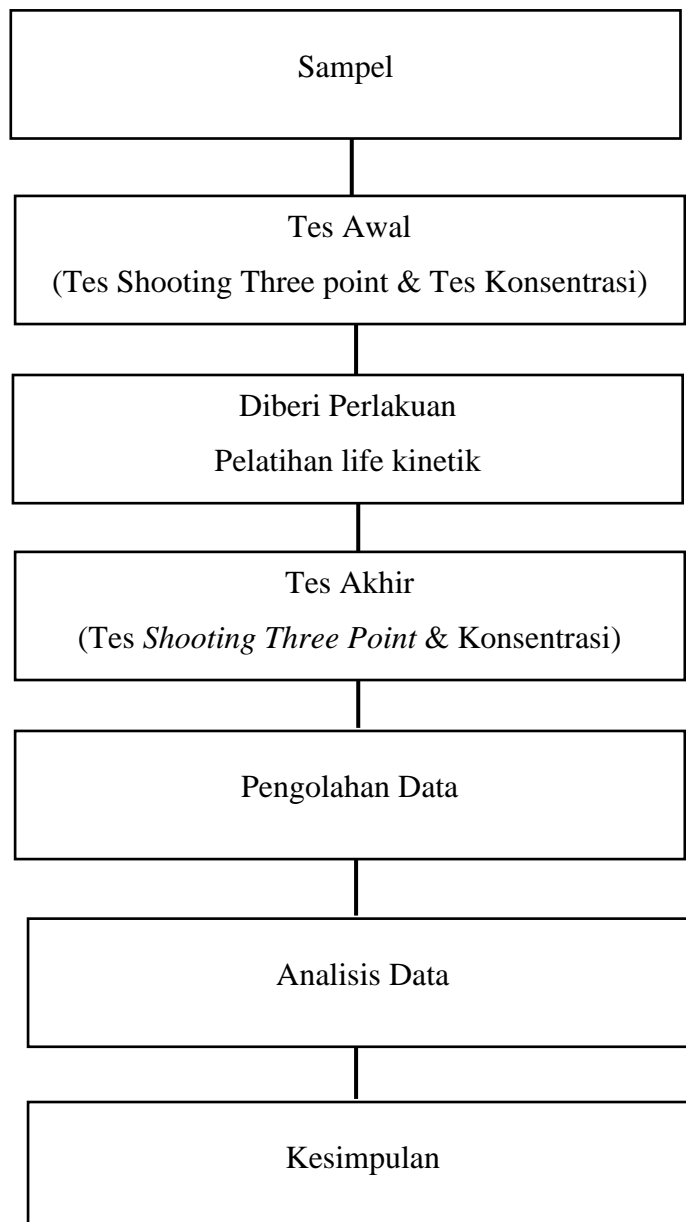 Sampel
Tes Awal
(Tes Shooting Three point & Tes Konsentrasi)
Diberi Perlakuan
Pelatihan life kinetik
Tes Akhir
(Tes Shooting Three Point & Konsentrasi)
Pengolahan Data
Analisis Data
Kesimpulan